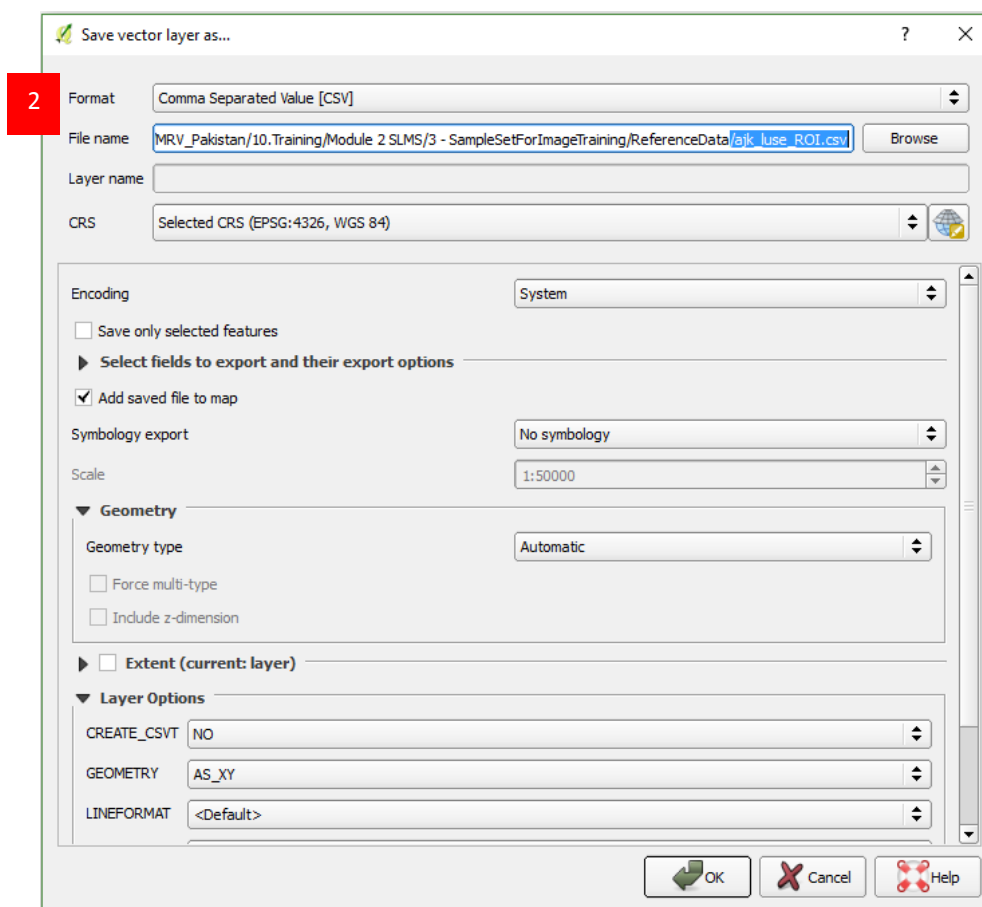 Save vector layer as...
?
2
Format
Comma Separated Value [CSV]
File name
MRV_Pakistan/10.Training/Module 2 SLMS/3 - SampleSetForImageTraining/ReferenceData/ajk_luse_ROI.csv
Browse
Layer name
CRS
Selected CRS (EPSG:4326, WGS 84)
Encoding
System
Save only selected features
Select fields to export and their export options
Add saved file to map
Symbology export
No symbology
Scale
1:50000
Geometry
Geometry type
Automatic
Force multi-type
Include z-dimension
Extent (current: layer)
Layer Options
CREATE_CSVT
NO
GEOMETRY
AS_XY
LINEFORMAT
<Default>
OK
Cancel
Help